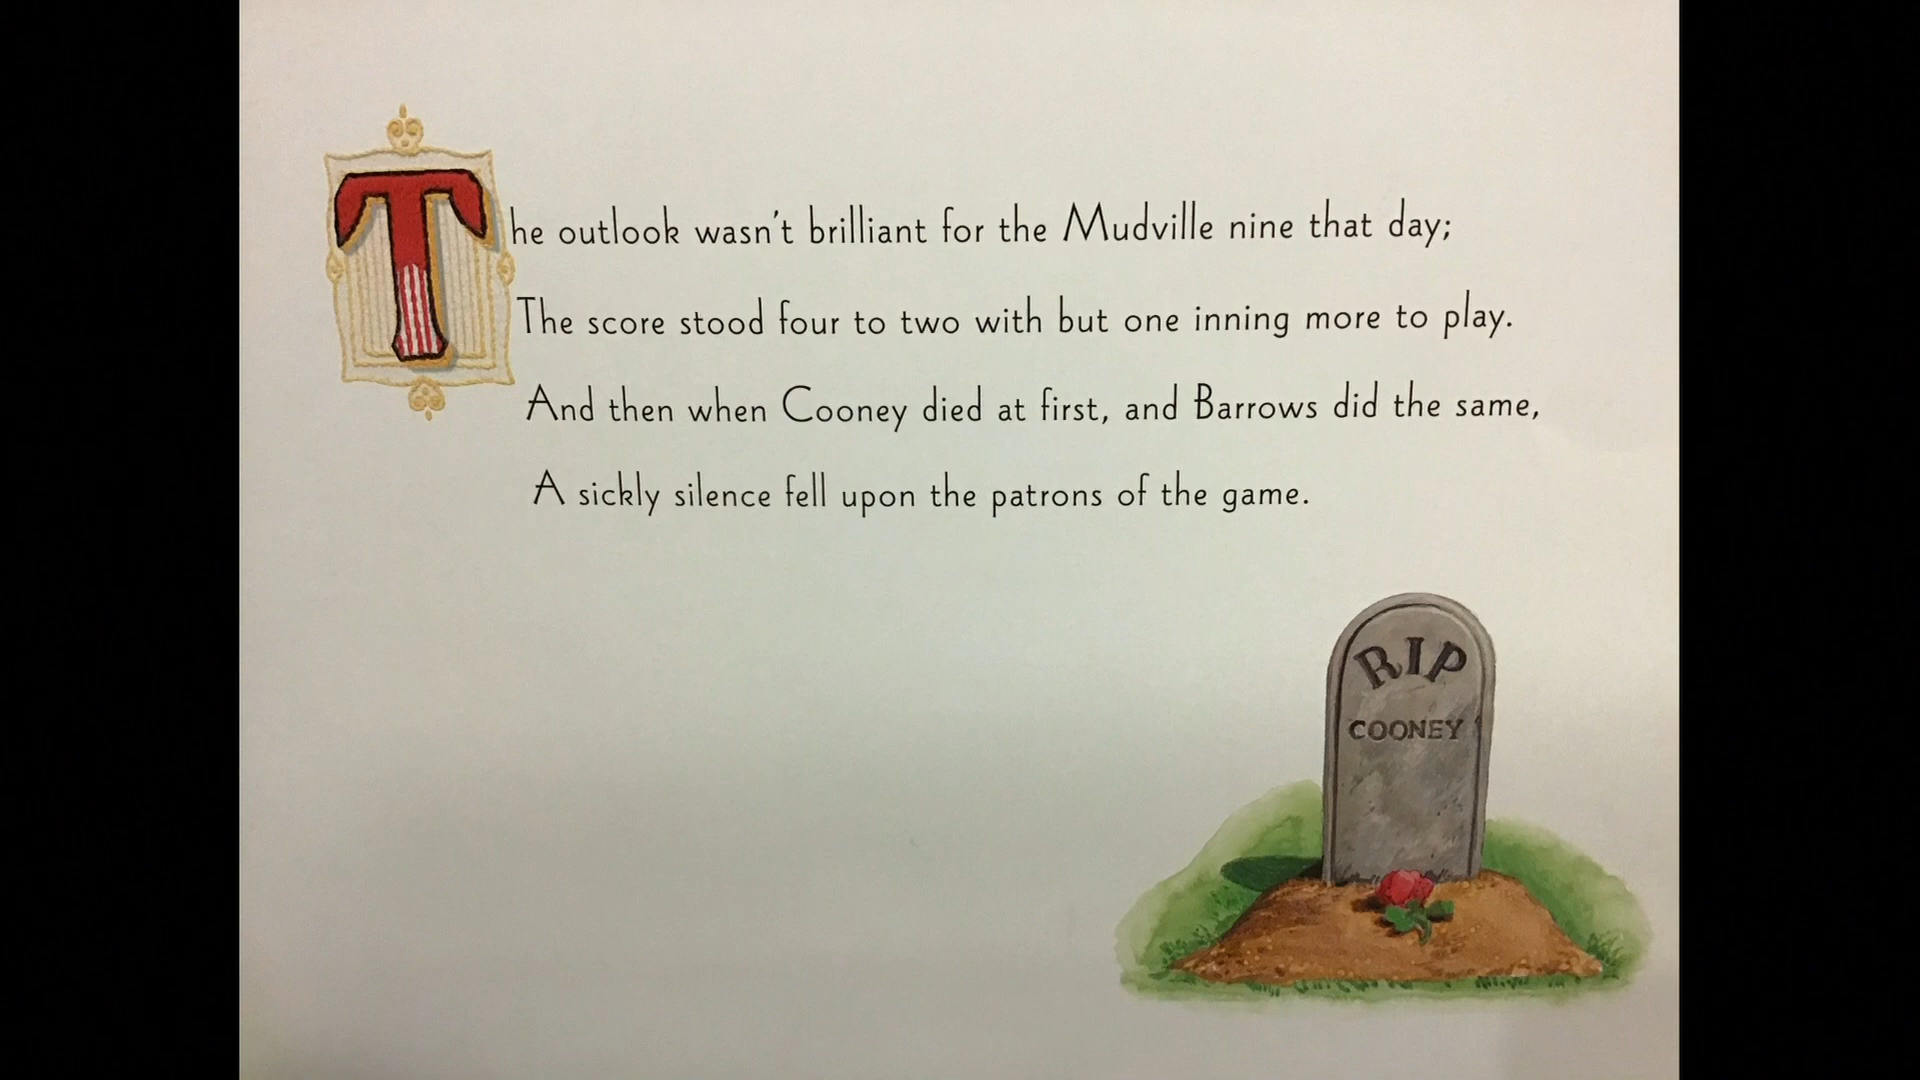 The outlook wasn't brilliant for the Mudville nine that day;
The score stood four to two with but one inning more to play.
And then when Cooney died at first, and Barrows did the same,
A sickly silence fell upon the patrons of the game.
RIP
COONEY